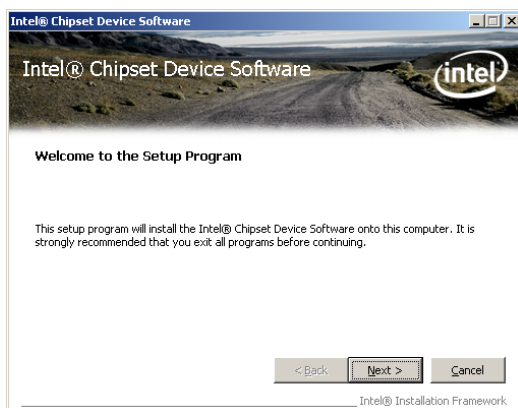 Intel® Chipset Device Software
Intel® Chipset Device Software
intel
Welcome to the Setup Program
This setup program will install the Intel® Chipset Device Software onto this computer. It is
strongly recommended that you exit all programs before continuing.
< Back
Next >
Cancel
Intel® Installation Framework